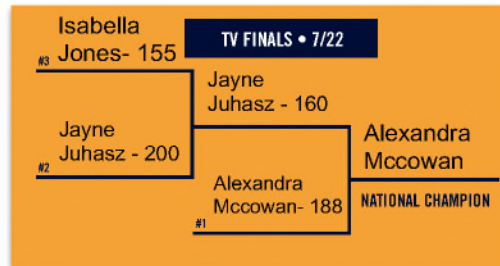 Isabella
#3 Jones- 155
TV FINALS • 7/22
Jayne
Juhasz - 160
Jayne
#2 Juhasz - 200
Alexandra
Mccowan
NATIONAL CHAMPION
Alexandra
Mccowan- 188
#1